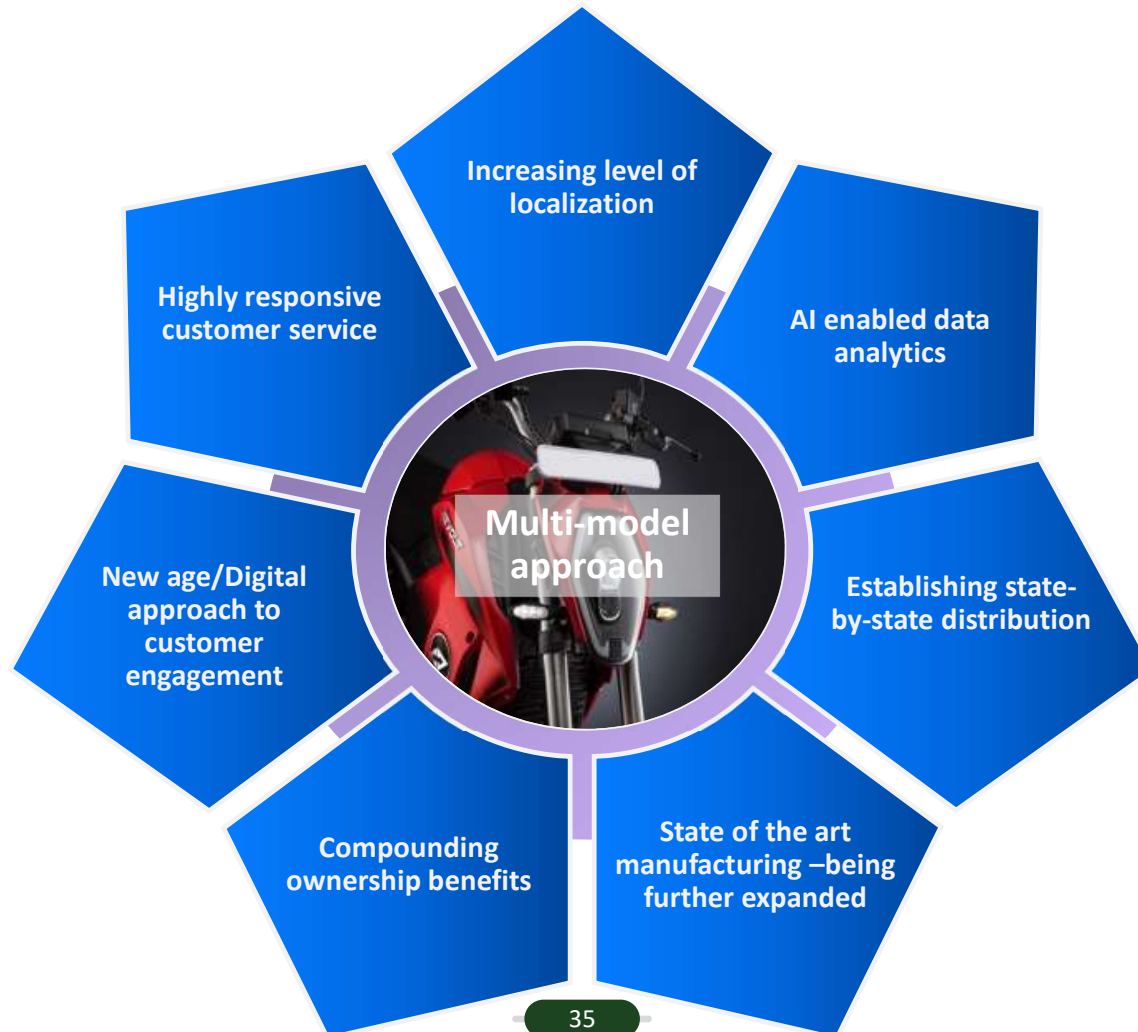 Increasing level of
localization
AI enabled data
analytics
Establishing state-
by-state distribution
State of the art
manufacturing –being
further expanded
Compounding
ownership benefits
New age/Digital
approach to
customer
engagement
Highly responsive
customer service
Multi-model
approach
35